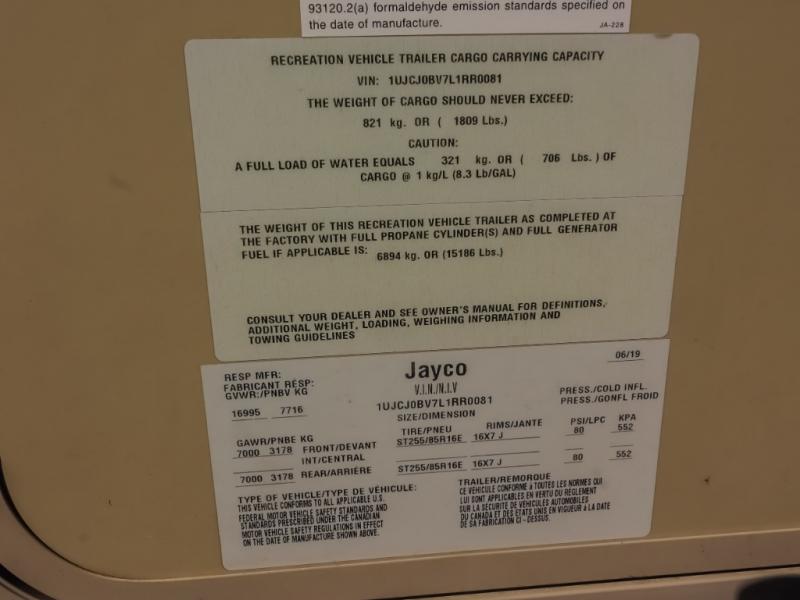 93120.2(a) formaldehyde emission standards specified on
the date of manufacture.
JA-228
RECREATION VEHICLE TRAILER CARGO CARRYING CAPACITY
VIN: 1UJCJ0BV7L1RR0081
THE WEIGHT OF CARGO SHOULD NEVER EXCEED:
821 kg. OR ( 1809 Lbs.)
CAUTION:
A FULL LOAD OF WATER EQUALS 321 kg. OR ( 706 Lbs. ) OF
CARGO @ 1 kg/L (8.3 Lb/GAL)
THE WEIGHT OF THIS RECREATION VEHICLE TRAILER AS COMPLETED AT
THE FACTORY WITH FULL PROPANE CYLINDER(S) AND FULL GENERATOR
FUEL IF APPLICABLE IS: 6894 kg. OR (15186 Lbs.)
CONSULT YOUR DEALER AND SEE OWNER'S MANUAL FOR DEFINITIONS,
ADDITIONAL WEIGHT, LOADING, WEIGHING INFORMATION AND
TOWING GUIDELINES
06/19
RESP MFR: Jayco
FABRICANT RÉSP:
GVWR:/PNBV KG V.I.N./N.I.V PRESS./COLD INFL.
16995 7716 1UJCJ0BV7L1RR0081 PRESS./GONFL FROID
SIZE/DIMENSION
TIRE/PNEU RIMS/JANTE PSI/LPC KPA
GAWR/PNBE KG ST255/85R16E 16X7 J 80 552
7000 3178 FRONT/DEVANT
INT/CENTRAL
7000 3178 REAR/ARRIÈRE ST255/85R16E 16X7 J 80 552
TYPE OF VEHICLE/TYPE DE VÉHICULE: TRAILER/REMORQUE
THIS VEHICLE CONFORMS TO ALL APPLICABLE U.S.
FEDERAL MOTOR VEHICLE SAFETY STANDARDS AND
STANDARDS PRESCRIBED UNDER THE CANADIAN
MOTOR VEHICLE SAFETY REGULATIONS IN EFFECT
ON THE DATE OF MANUFACTURE SHOWN ABOVE.
CE VEHICULE CONFORME à TOUTES LES NORMES QUI
LUI SONT APPLICABLES EN VERTU DU RÈGLEMENT
SUR LA SÉCURITÉ DE VÉHICULES AUTOMOBILES
DU CANADA ET DES ETATS UNIS EN VIGUEUR à LA DATE
DE SA FABRICATION CI - DESSUS.